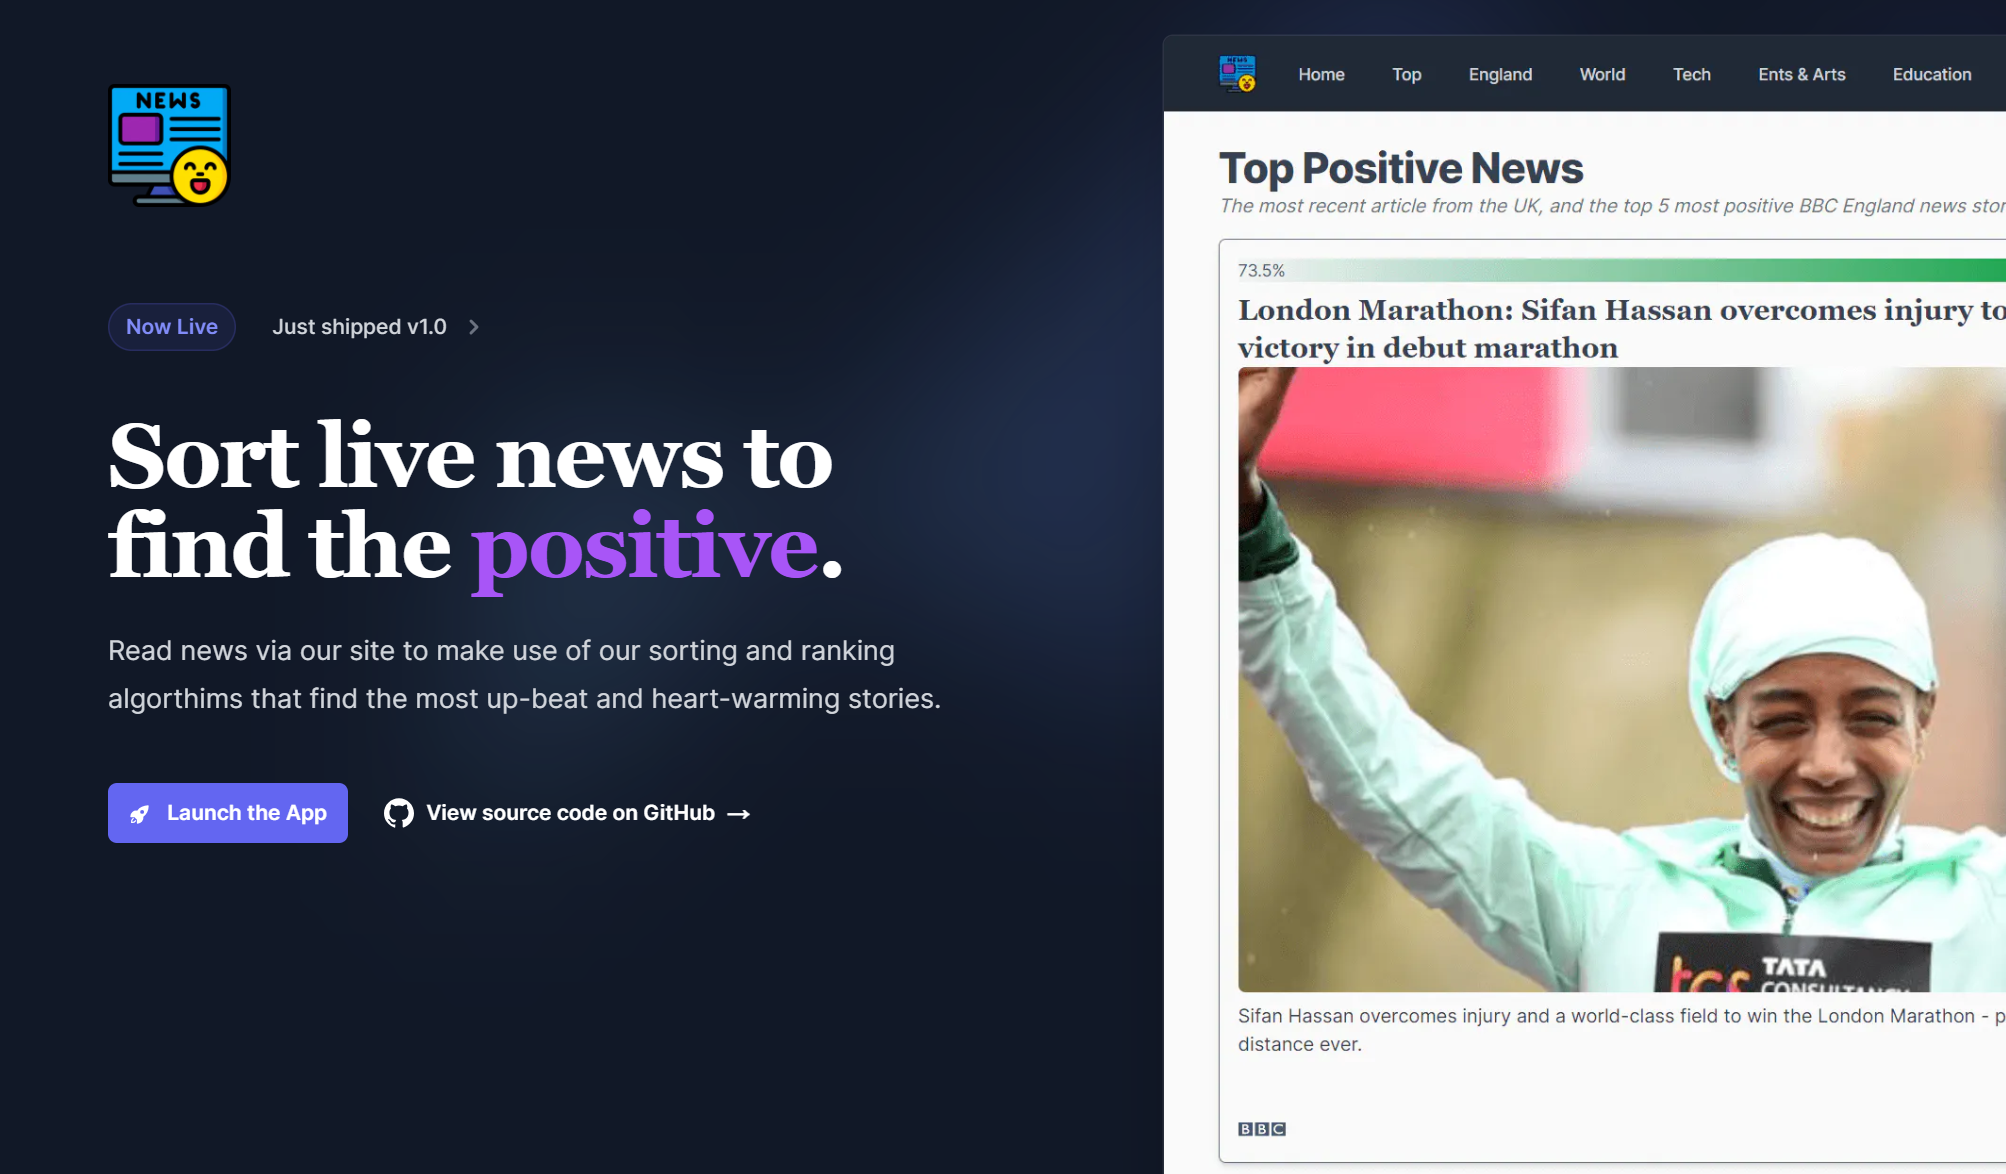 NEWS
Now Live
Just shipped v1.0
Sort live news to
find the positive.
Read news via our site to make use of our sorting and ranking
algorthims that find the most up-beat and heart-warming stories.
Launch the App
View source code on GitHub →
NEWS
Home Top England World Tech Ents & Arts Education
Top Positive News
The most recent article from the UK, and the top 5 most positive BBC England news stor
73.5%
London Marathon: Sifan Hassan overcomes injury to
victory in debut marathon
tcs TATA
CONSULTANCY
Sifan Hassan overcomes injury and a world-class field to win the London Marathon - p
distance ever.
BBC